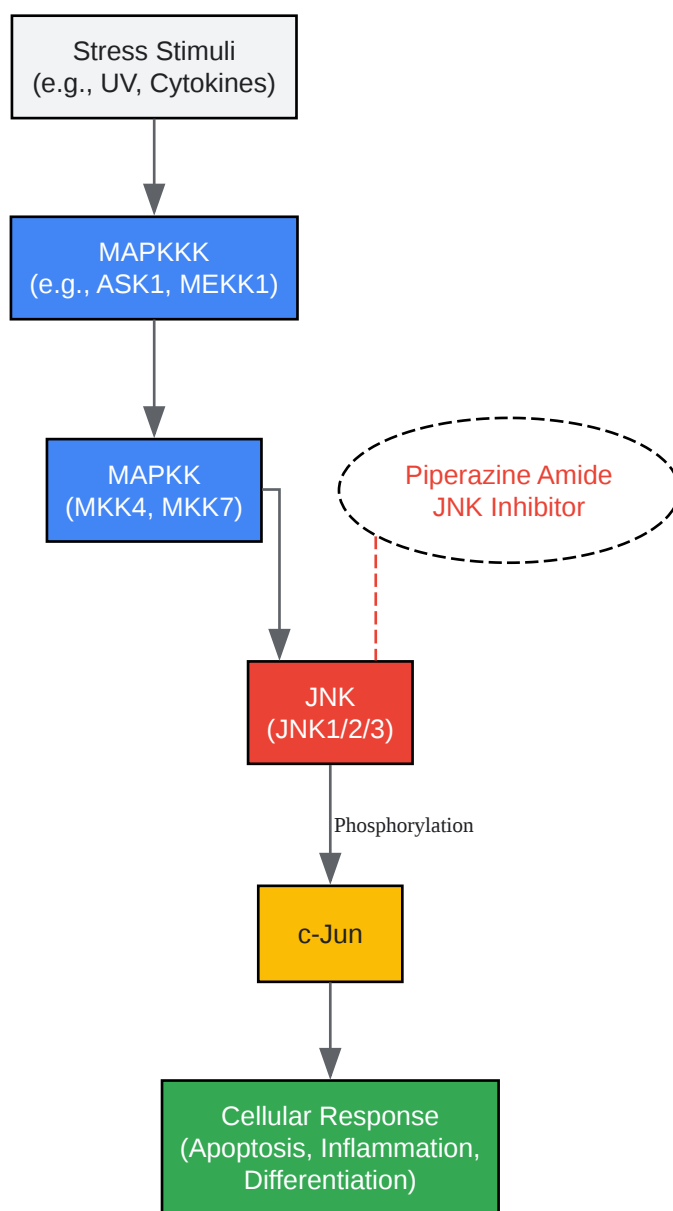 Stress Stimuli
(e.g., UV, Cytokines)
MAPKKK
(e.g., ASK1, MEKK1)
MAPKK
(MKK4, MKK7)
Piperazine Amide
JNK Inhibitor
JNK
(JNK1/2/3)
Phosphorylation
c-Jun
Cellular Response
(Apoptosis, Inflammation,
Differentiation)